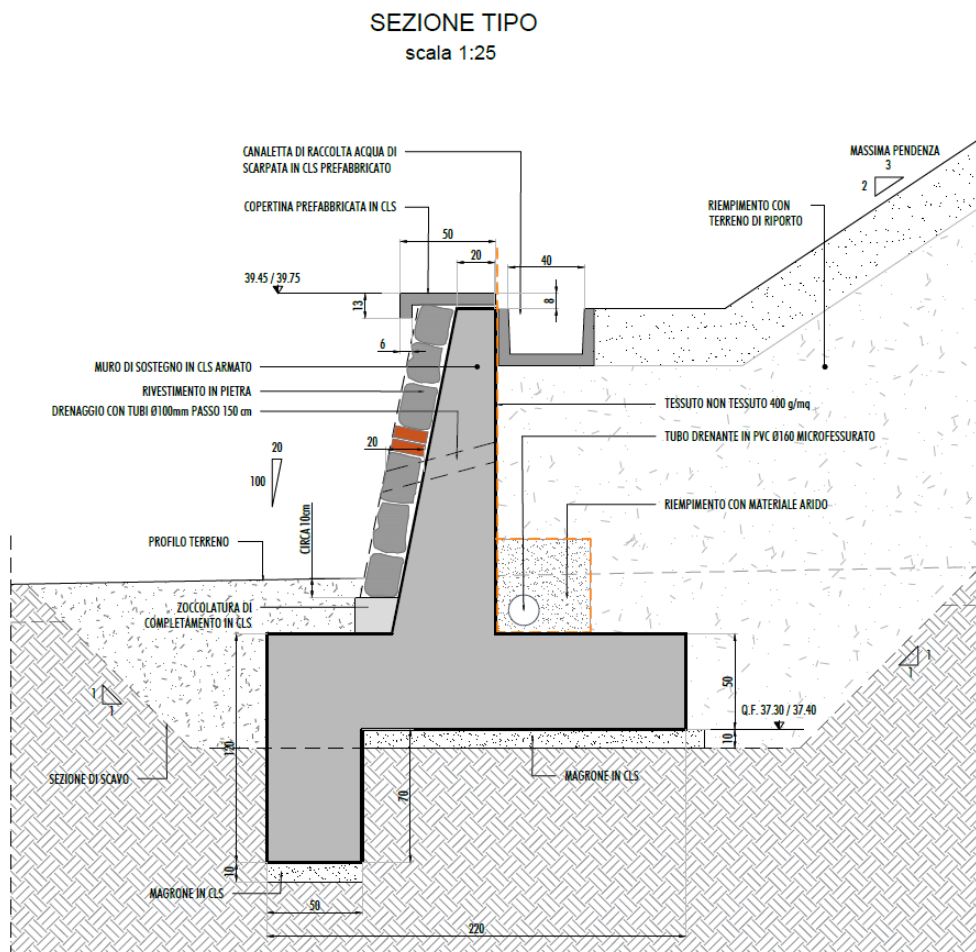 SEZIONE TIPO
scala 1:25
CANALETTA DI RACCOLTA ACQUA DI
SCARPATA IN CLS PREFABBRICATO
MASSIMA PENDENZA
3
2
COPERTINA PREFABBRICATA IN CLS
RIEMPIMENTO CON
TERRENO DI RIPORTO
50
20
40
39.45 / 39.75
13
8
6
MURO DI SOSTEGNO IN CLS ARMATO
RIVESTIMENTO IN PIETRA
DRENAGGIO CON TUBI Ø100mm PASSO 150 cm
TESSUTO NON TESSUTO 400 g/mq
TUBO DRENANTE IN PVC Ø160 MICROFESSURATO
20
20
100
RIEMPIMENTO CON MATERIALE ARIDO
CIRCA 10cm
PROFILO TERRENO
ZOCCOLATURA DI
COMPLETAMENTO IN CLS
1
1
1
1
50
Q.F. 37.30 / 37.40
10
120
SEZIONE DI SCAVO
MAGRONE IN CLS
70
10
MAGRONE IN CLS
50
220